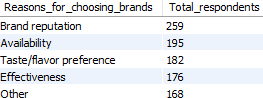 Reasons_for_choosing_brands Total_respondents
Brand reputation 259
Availability 195
Taste/flavor preference 182
Effectiveness 176
Other 168